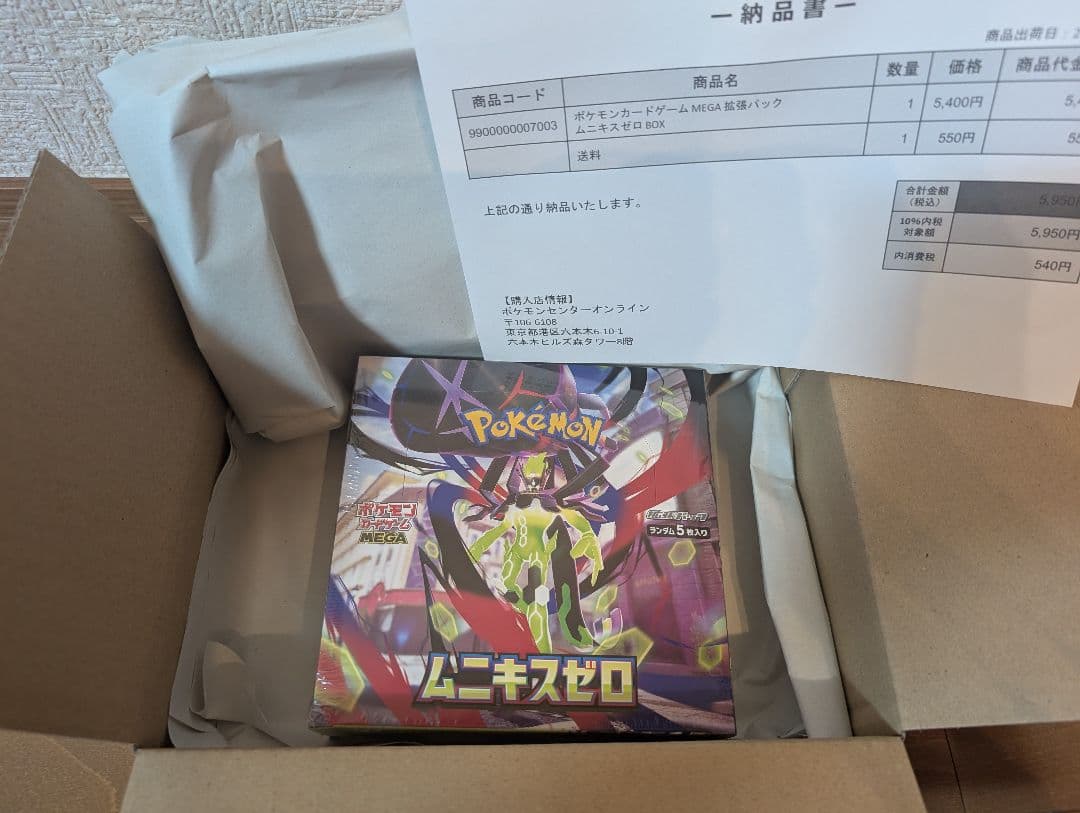 ー納品書ー
商品出荷日：2
商品コード 商品名 数量 価格 商品代金
9900000007003 ポケモンカードゲーム MEGA 拡張パック
ムニキスゼロ BOX 1 5,400円 5,
送料 1 550円 55
上記の通り納品いたします。
合計金額
(税込) 5,950円
10%内税
対象額 5,950円
内消費税 540円
【購入店情報】
ポケモンセンターオンライン
〒106-6108
東京都港区六本木6-10-1
六本木ヒルズ森タワー8階
POKéMON
ポケモン
カードゲーム
MEGA
ランダム5枚入り
ムニキスゼロ